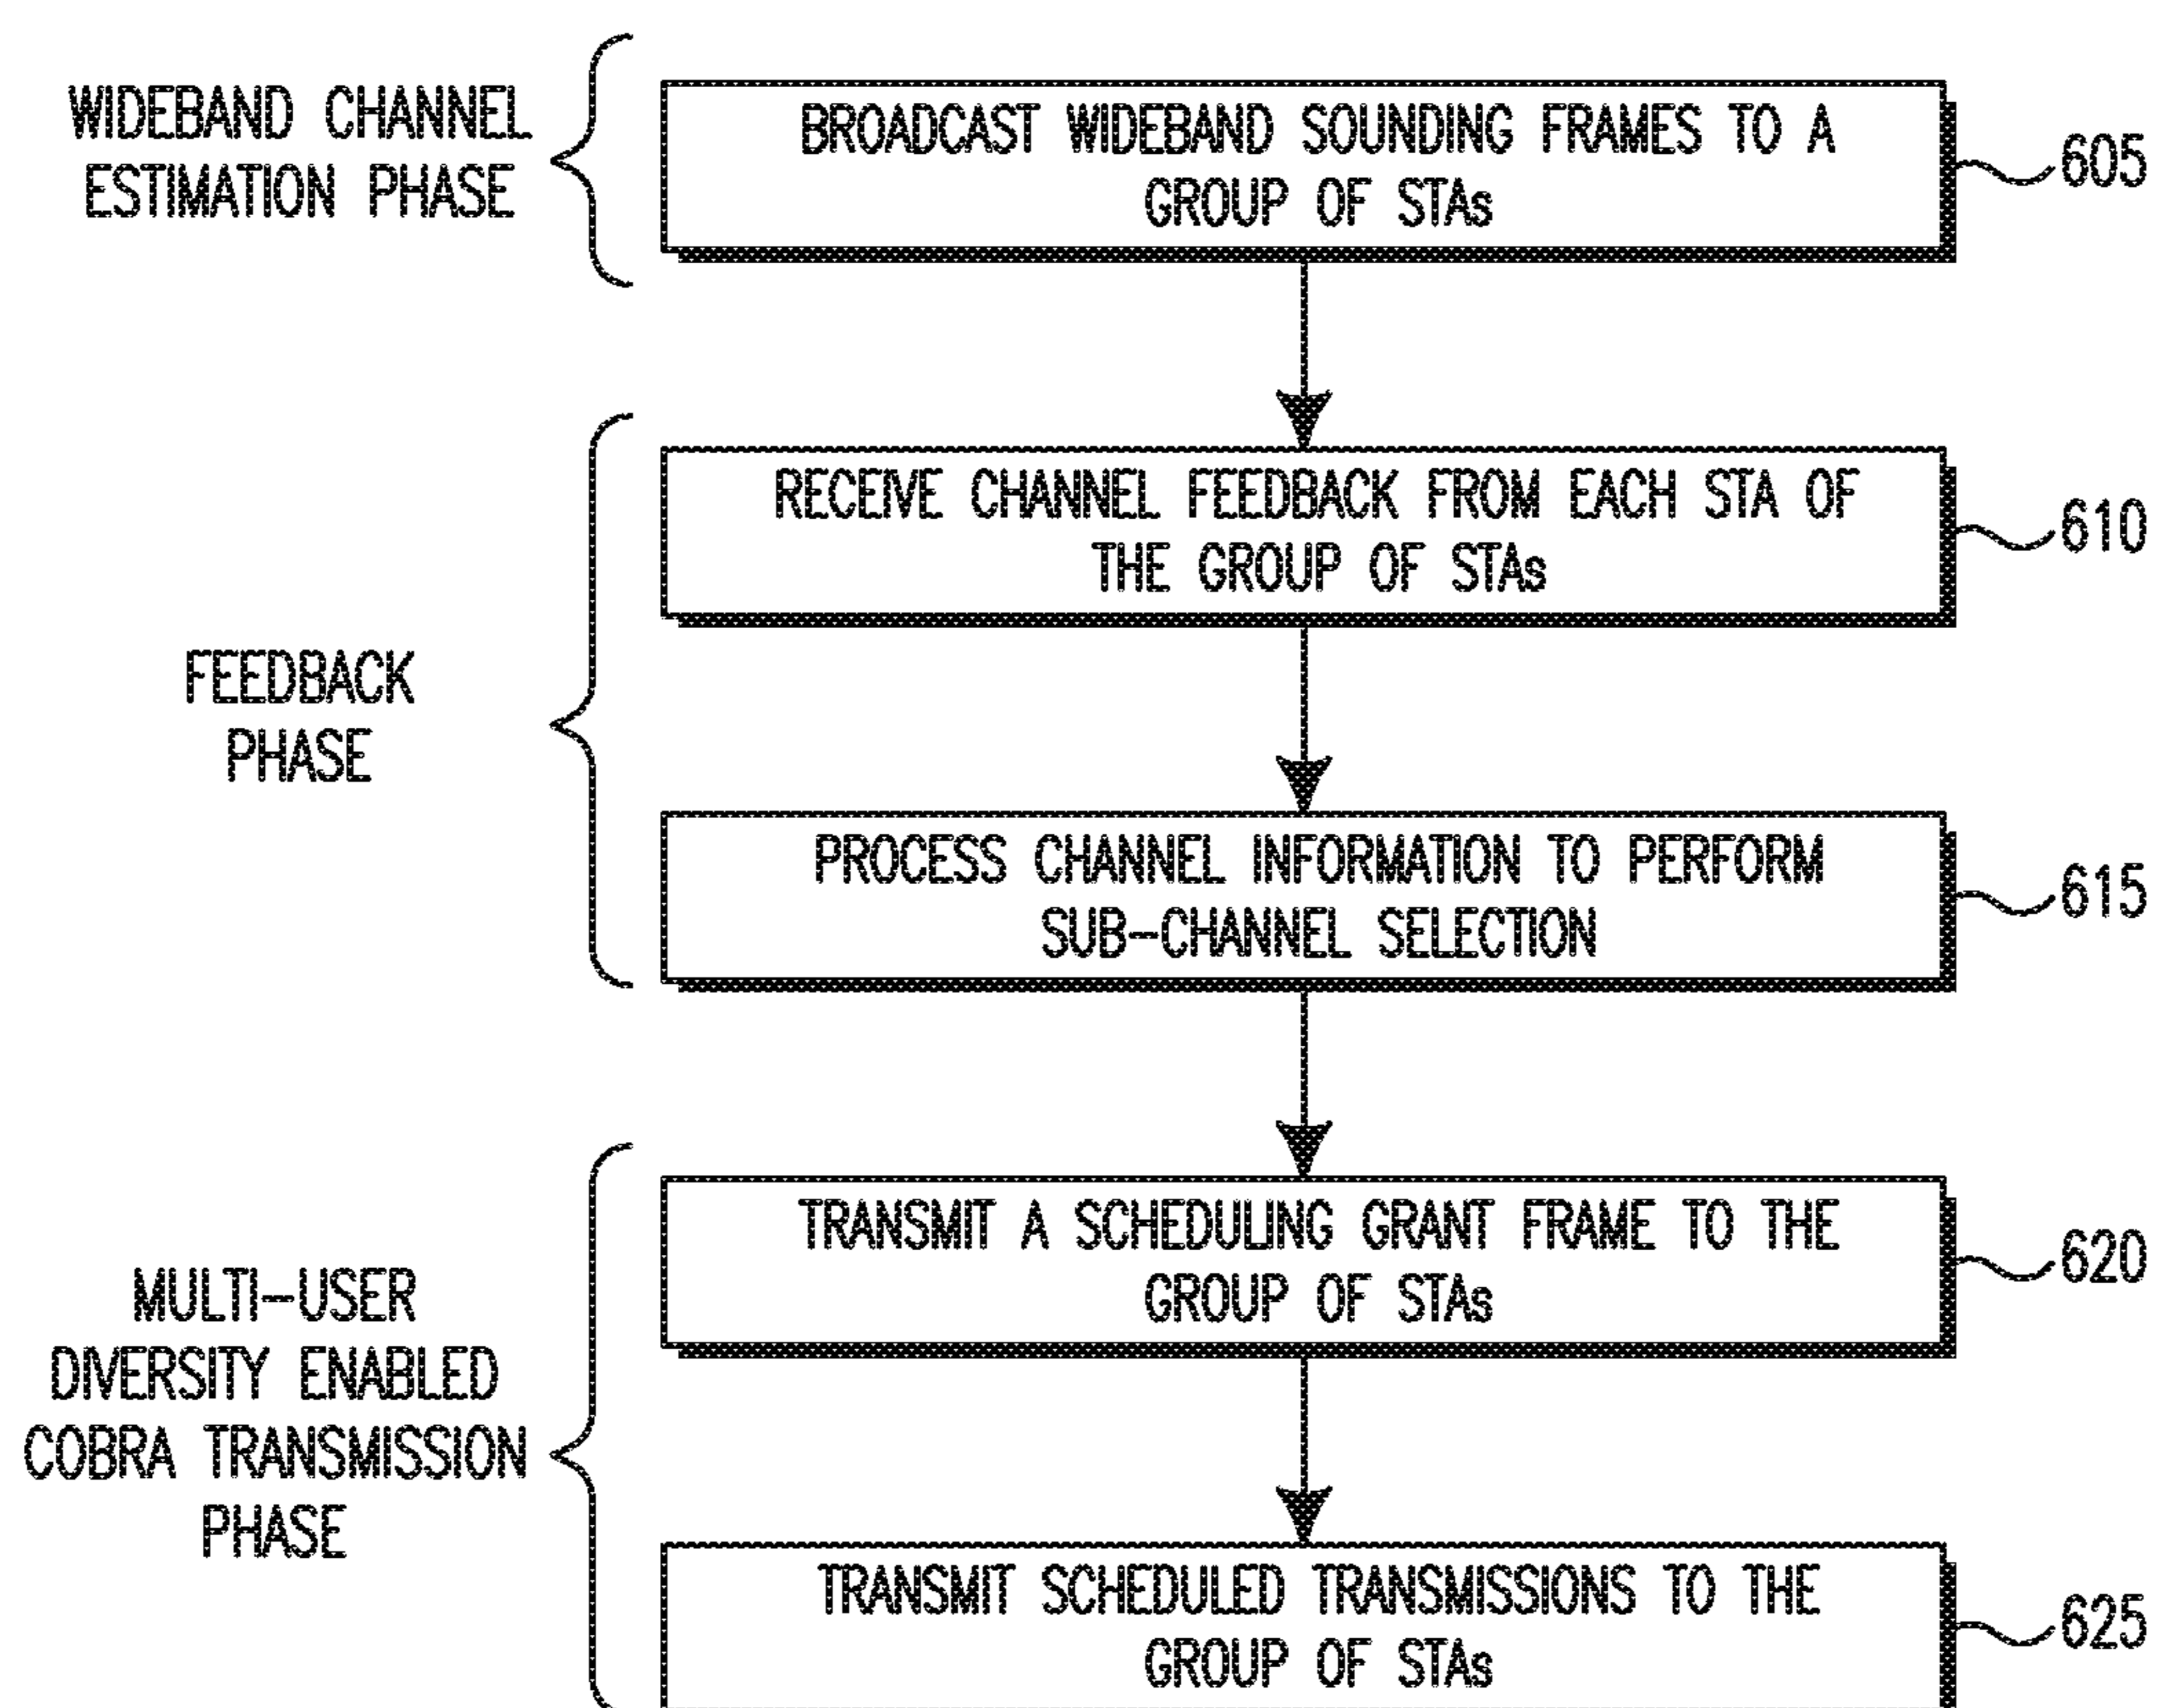 WIDEBAND CHANNEL
ESTIMATION PHASE
BROADCAST WIDEBAND SOUNDING FRAMES TO A
GROUP OF STAs
605
FEEDBACK
PHASE
RECEIVE CHANNEL FEEDBACK FROM EACH STA OF
THE GROUP OF STAs
610
PROCESS CHANNEL INFORMATION TO PERFORM
SUB-CHANNEL SELECTION
615
MULTI-USER
DIVERSITY ENABLED
COBRA TRANSMISSION
PHASE
TRANSMIT A SCHEDULING GRANT FRAME TO THE
GROUP OF STAs
620
TRANSMIT SCHEDULED TRANSMISSIONS TO THE
GROUP OF STAs
625